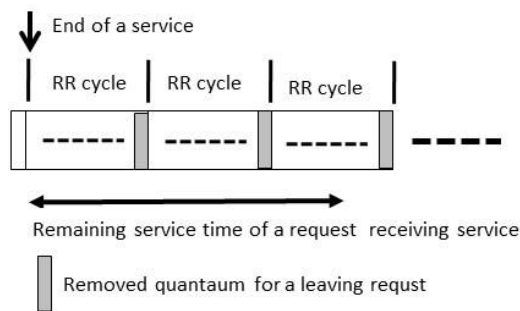 End of a service
RR cycle RR cycle RR cycle
Remaining service time of a request receiving service
Removed quantaum for a leaving requst